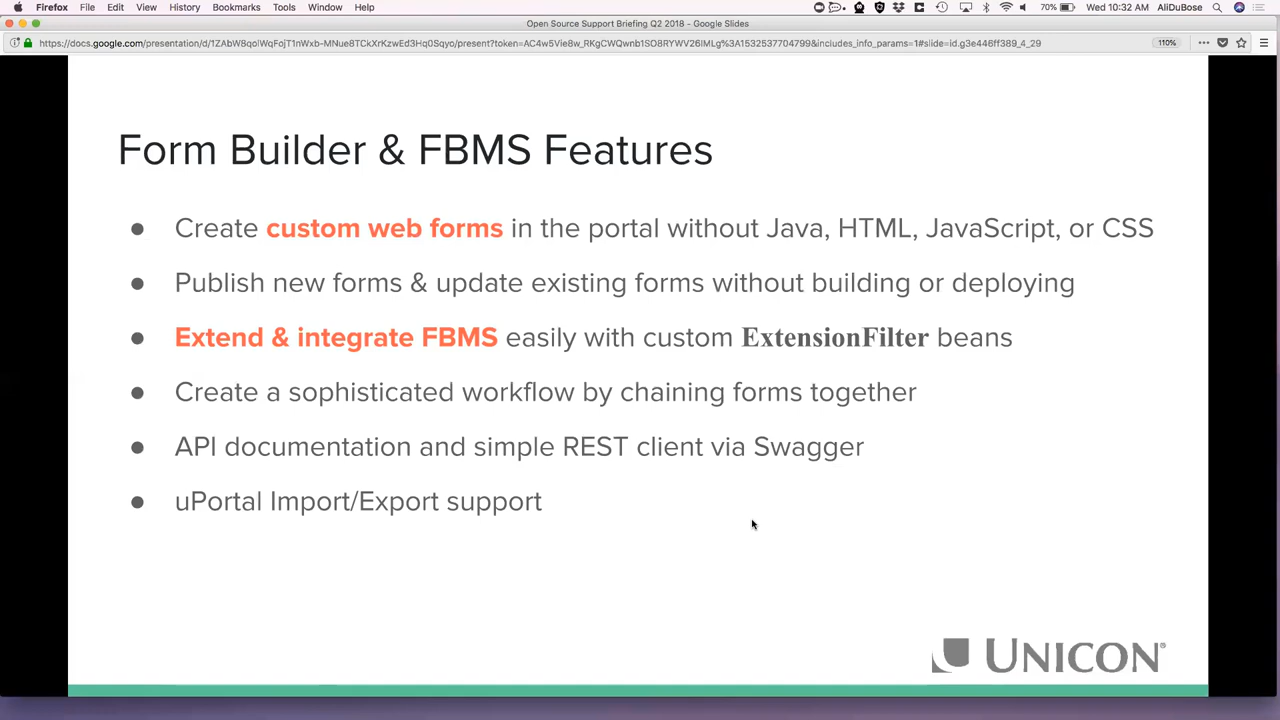 Firefox File Edit View History Bookmarks Tools Window Help 70% Wed 10:32 AM AliDuBose
Open Source Support Briefing Q2 2018 - Google Slides
110%
Form Builder & FBMS Features
● Create custom web forms in the portal without Java, HTML, JavaScript, or CSS
● Publish new forms & update existing forms without building or deploying
● Extend & integrate FBMS easily with custom ExtensionFilter beans
● Create a sophisticated workflow by chaining forms together
● API documentation and simple REST client via Swagger
● uPortal Import/Export support
UNICON®